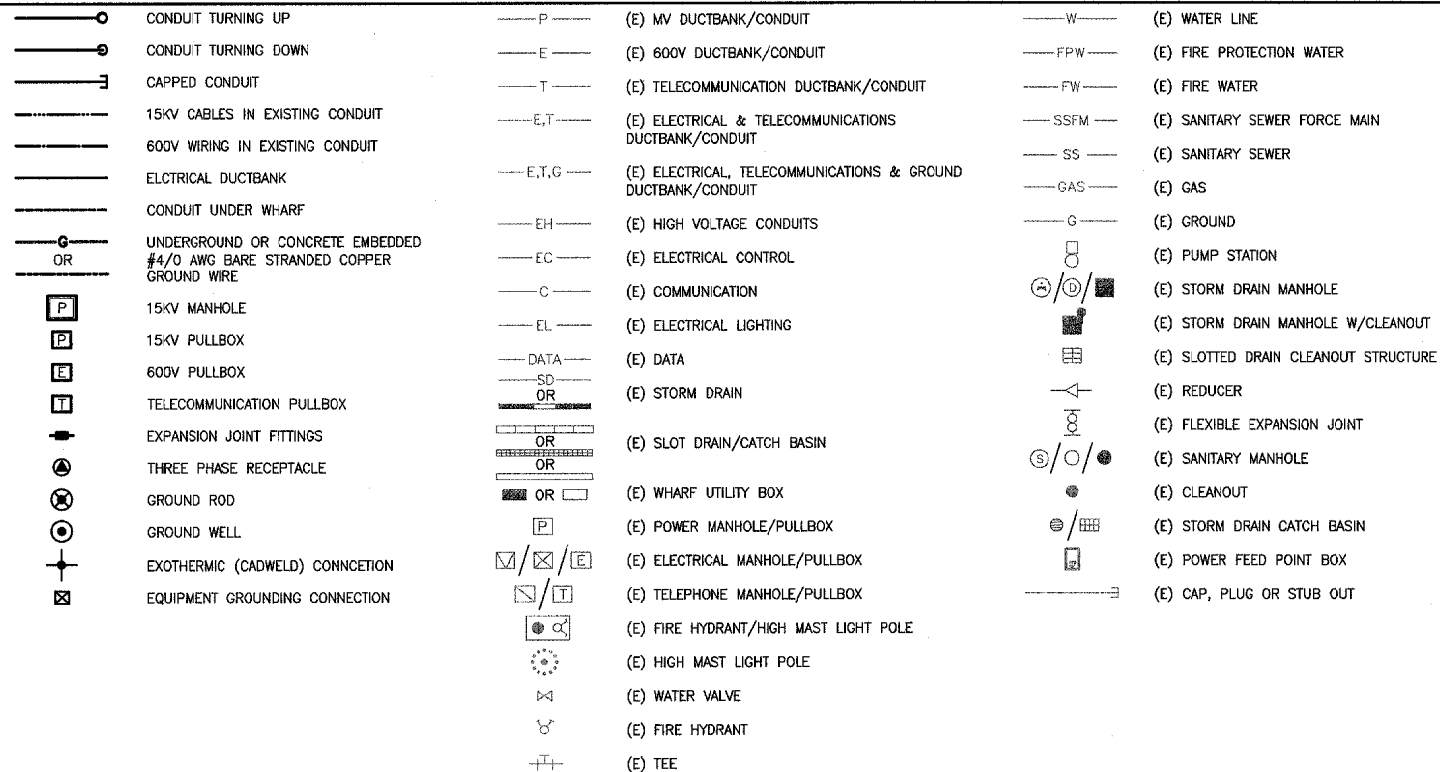 CONDUIT TURNING UP
CONDUIT TURNING DOWN
CAPPED CONDUIT
15KV CABLES IN EXISTING CONDUIT
600V WIRING IN EXISTING CONDUIT
ELCTRICAL DUCTBANK
CONDUIT UNDER WHARF
G
OR
UNDERGROUND OR CONCRETE EMBEDDED
#4/0 AWG BARE STRANDED COPPER
GROUND WIRE
P 15KV MANHOLE
P 15KV PULLBOX
E 600V PULLBOX
T TELECOMMUNICATION PULLBOX
EXPANSION JOINT FITTINGS
THREE PHASE RECEPTACLE
GROUND ROD
GROUND WELL
EXOTHERMIC (CADWELD) CONNCETION
EQUIPMENT GROUNDING CONNECTION
P (E) MV DUCTBANK/CONDUIT
E (E) 600V DUCTBANK/CONDUIT
T (E) TELECOMMUNICATION DUCTBANK/CONDUIT
E,T (E) ELECTRICAL & TELECOMMUNICATIONS
DUCTBANK/CONDUIT
E,T,G (E) ELECTRICAL, TELECOMMUNICATIONS & GROUND
DUCTBANK/CONDUIT
EH (E) HIGH VOLTAGE CONDUITS
EC (E) ELECTRICAL CONTROL
C (E) COMMUNICATION
EL (E) ELECTRICAL LIGHTING
DATA (E) DATA
SD
OR (E) STORM DRAIN
OR (E) SLOT DRAIN/CATCH BASIN
OR
OR (E) WHARF UTILITY BOX
P (E) POWER MANHOLE/PULLBOX
E (E) ELECTRICAL MANHOLE/PULLBOX
T (E) TELEPHONE MANHOLE/PULLBOX
(E) FIRE HYDRANT/HIGH MAST LIGHT POLE
(E) HIGH MAST LIGHT POLE
(E) WATER VALVE
(E) FIRE HYDRANT
T (E) TEE
W (E) WATER LINE
FPW (E) FIRE PROTECTION WATER
FW (E) FIRE WATER
SSFM (E) SANITARY SEWER FORCE MAIN
SS (E) SANITARY SEWER
GAS (E) GAS
G (E) GROUND
(E) PUMP STATION
D (E) STORM DRAIN MANHOLE
(E) STORM DRAIN MANHOLE W/CLEANOUT
(E) SLOTTED DRAIN CLEANOUT STRUCTURE
(E) REDUCER
(E) FLEXIBLE EXPANSION JOINT
S (E) SANITARY MANHOLE
(E) CLEANOUT
(E) STORM DRAIN CATCH BASIN
(E) POWER FEED POINT BOX
(E) CAP, PLUG OR STUB OUT